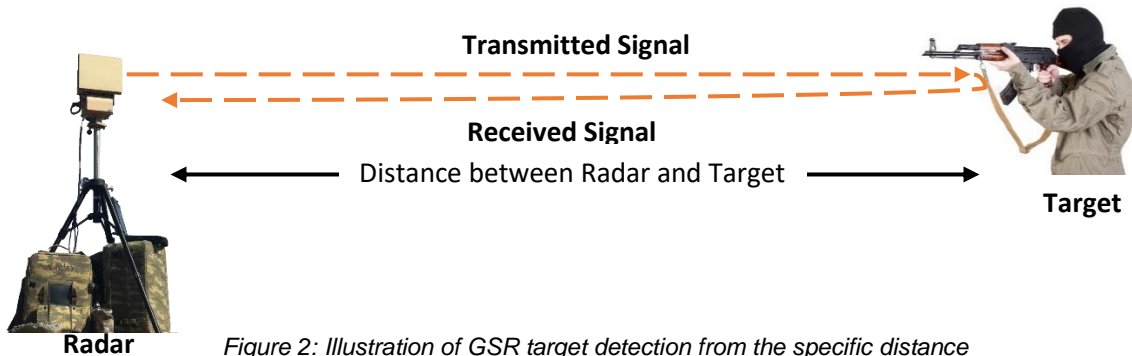 Transmitted Signal
Received Signal
Distance between Radar and Target
Target
Radar
Figure 2: Illustration of GSR target detection from the specific distance